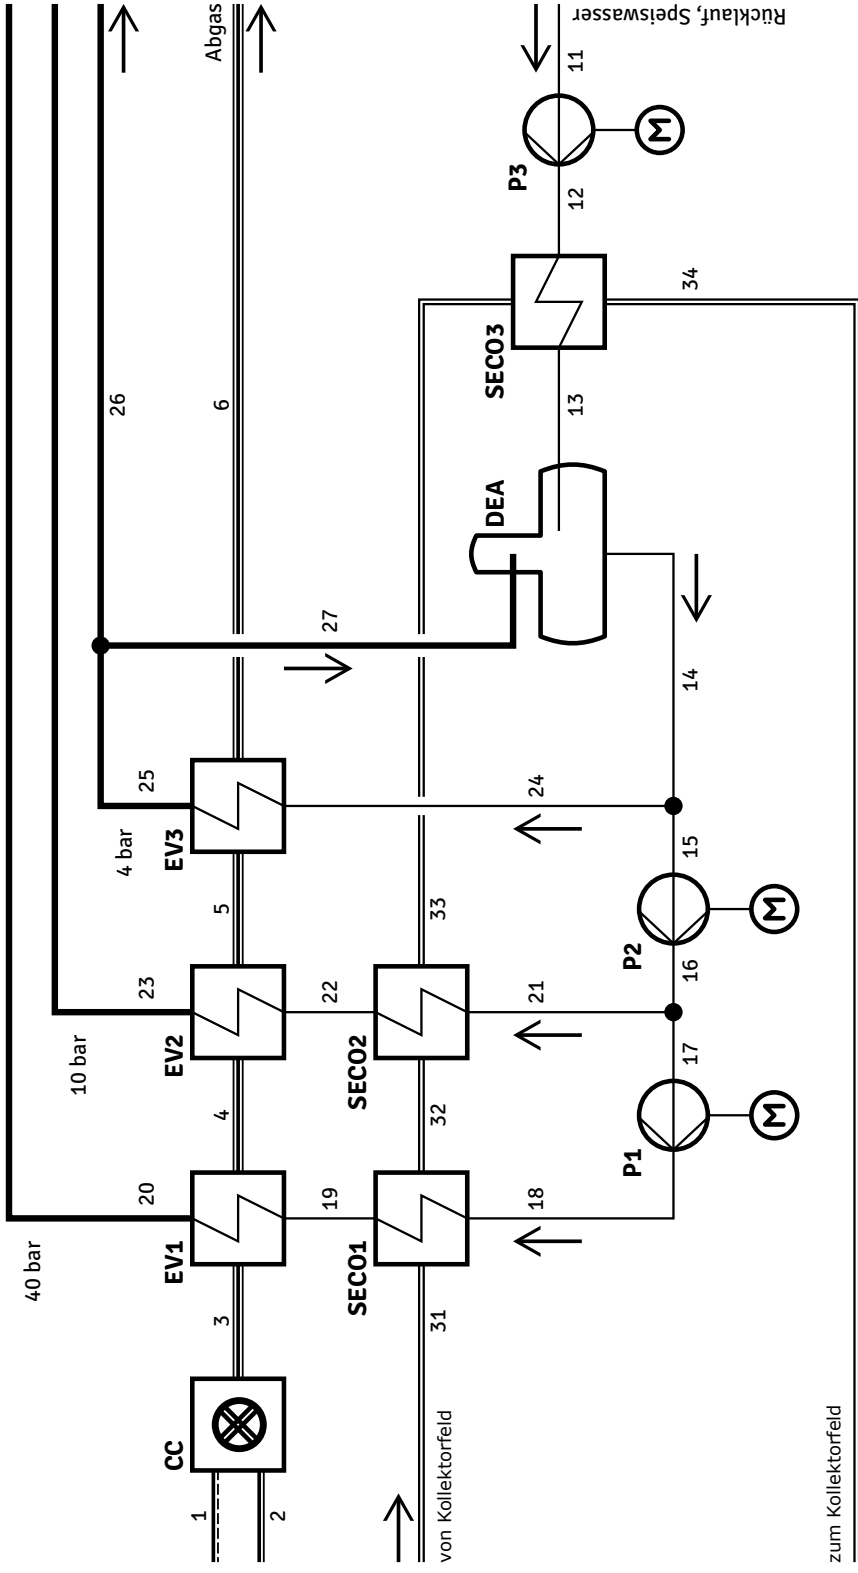 40 bar
10 bar
4 bar
26
20
23
25
CC
EV1
EV2
EV3
1
3
4
5
6
Abgas
2
19
22
27
SECO1
SECO2
von Kollektorfeld
31
32
33
DEA
SECO3
P3
18
21
24
13
12
11
Rücklauf, Speiswasser
M
P1
P2
17
16
15
14
34
M
M
zum Kollektorfeld